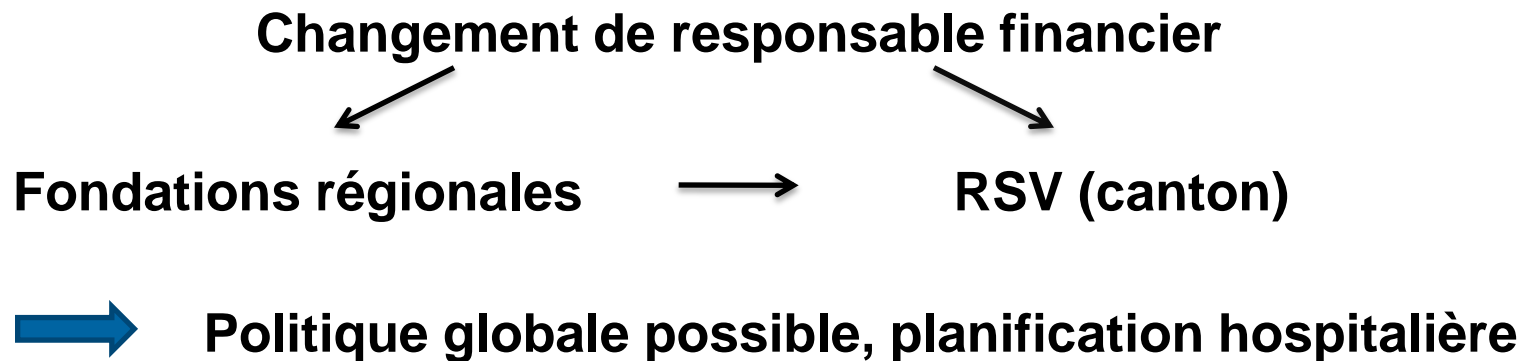 Changement de responsable financier
Fondations régionales RSV (canton)
Politique globale possible, planification hospitalière